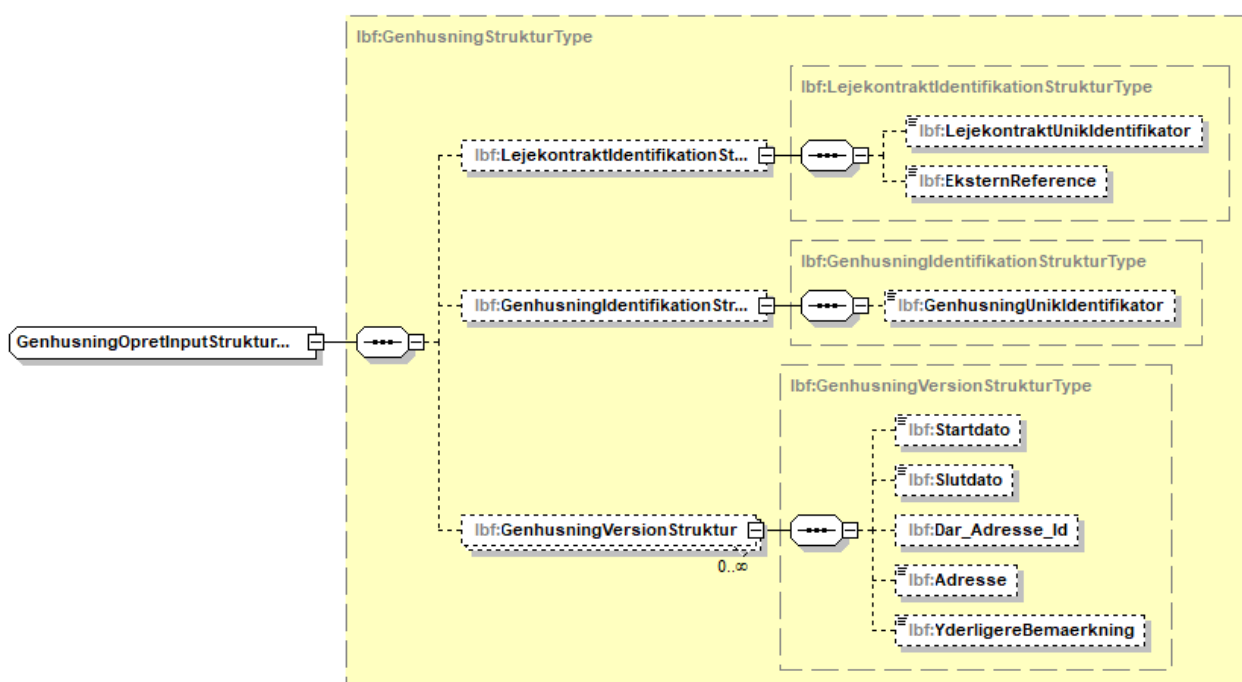 lbf:GenhusningStrukturType
lbf:LejekontraktIdentifikationStrukturType
lbf:LejekontraktUnikIdentifikator
lbf:LejekontraktIdentifikationSt...
lbf:EksternReference
lbf:GenhusningIdentifikationStrukturType
lbf:GenhusningIdentifikationStr...
lbf:GenhusningUnikIdentifikator
GenhusningOpretInputStruktur...
lbf:GenhusningVersionStrukturType
lbf:Startdato
lbf:Slutdato
lbf:GenhusningVersionStruktur
0..∞
lbf:Dar_Adresse_Id
lbf:Adresse
lbf:YderligereBemaerkning